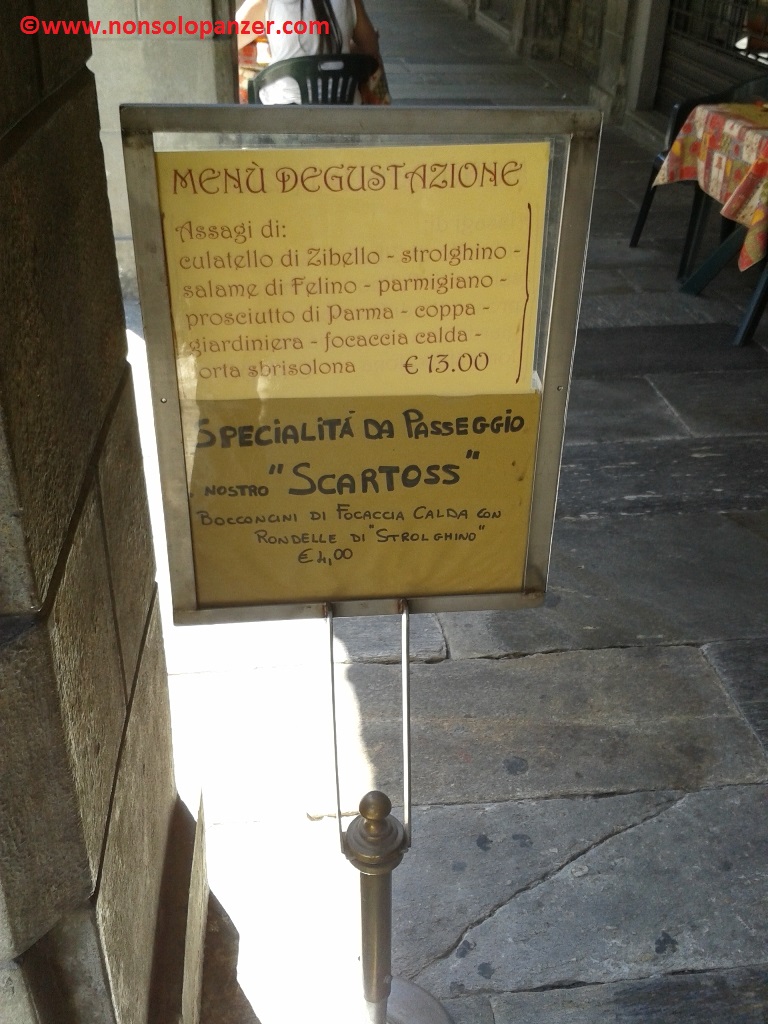 ©www.nonsolopanzer.com
MENÙ DEGUSTAZIONE
Assagi di:
culatello di Zibello - strolghino -
salame di Felino - parmigiano -
prosciutto di Parma - coppa -
giardiniera - focaccia calda -
orta sbrisolona € 13.00
SPECIALITÁ DA PASSEGGIO
NOSTRO "SCARTOSS"
BOCCONCINI DI FOCACCIA CALDA CON
RONDELLE DI "STROLGHINO"
€ 4,00